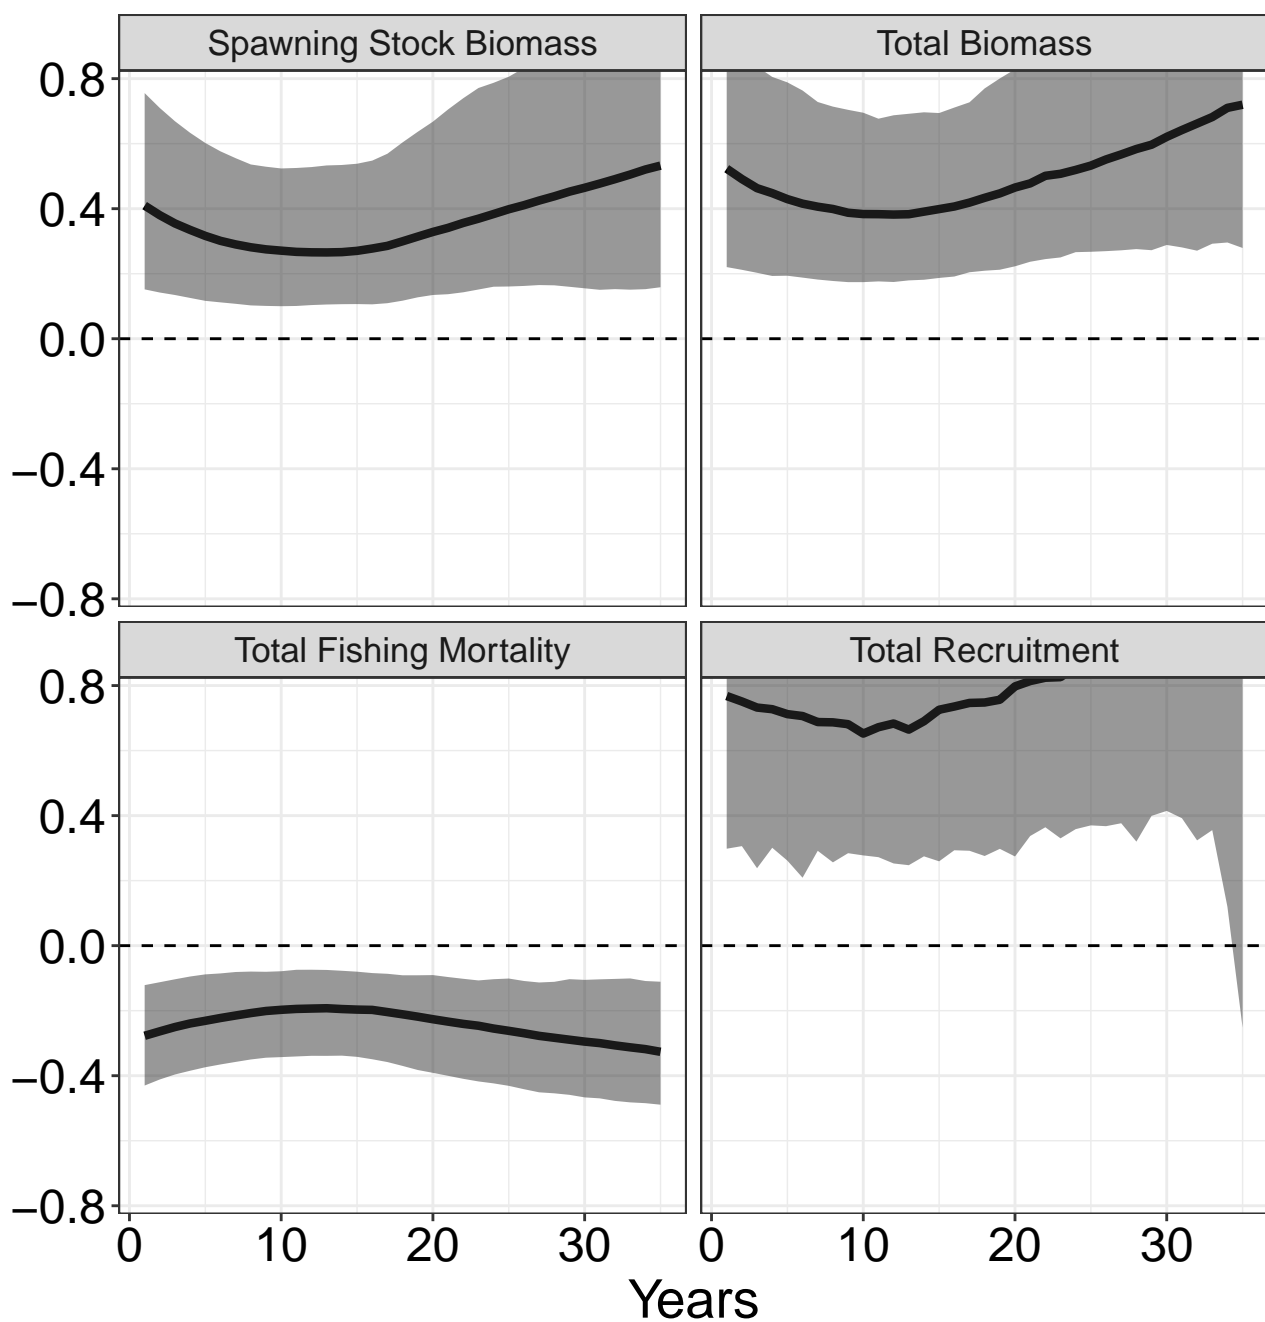 Spawning Stock Biomass
Total Biomass
0.8
0.4
0.0
−0.4
−0.8
Total Fishing Mortality
Total Recruitment
0.8
0.4
0.0
−0.4
−0.8
0 10 20 30
0 10 20 30
Years